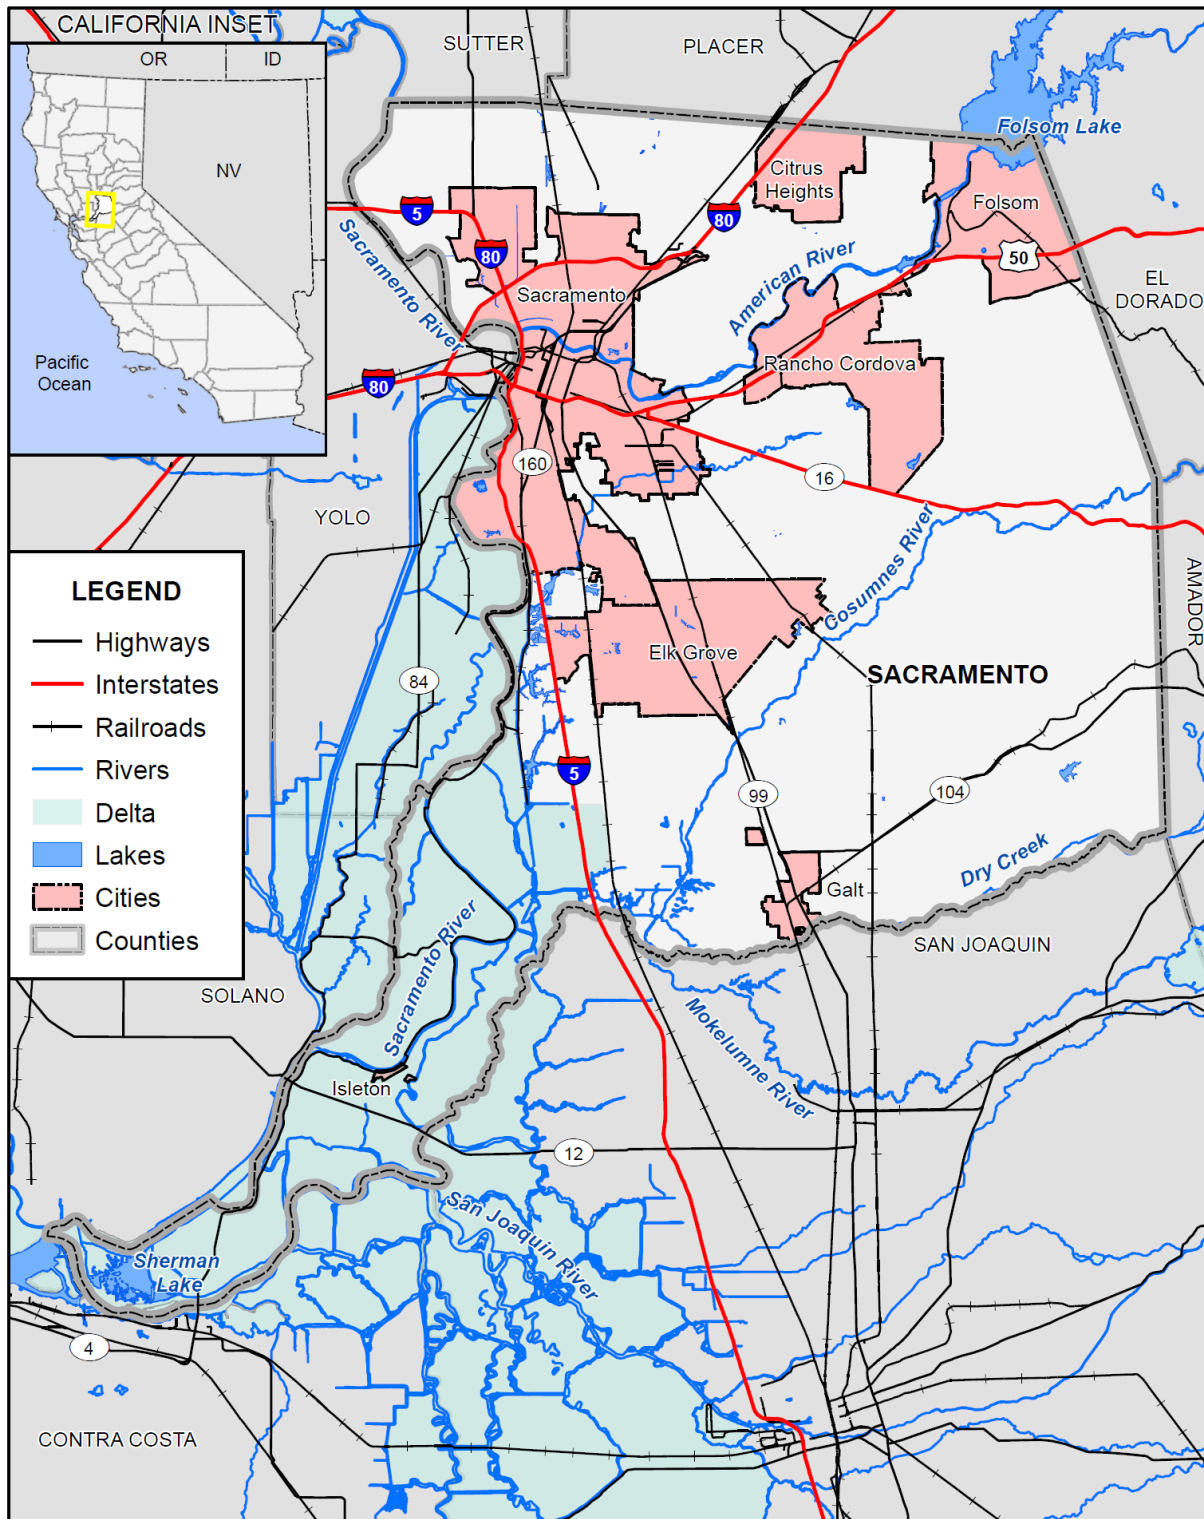 CALIFORNIA INSET
OR
ID
NV
Pacific
Ocean
SUTTER
PLACER
Folsom Lake
Citrus
Heights
Folsom
5
80
80
50
Sacramento River
Sacramento
American River
EL
DORADO
80
Rancho Cordova
160
16
YOLO
Cosumnes River
AMADOR
LEGEND
Highways
Interstates
Railroads
Rivers
Delta
Lakes
Cities
Counties
Elk Grove
SACRAMENTO
84
5
99
104
Dry Creek
Galt
SAN JOAQUIN
SOLANO
Sacramento River
Mokelumne River
Isleton
12
San Joaquin River
Sherman
Lake
4
CONTRA COSTA